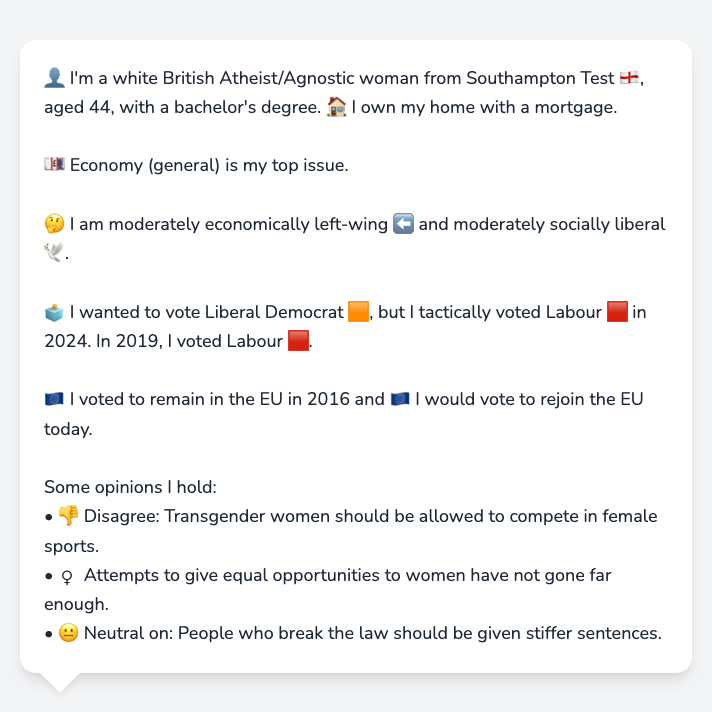 👤 I'm a white British Atheist/Agnostic woman from Southampton Test 🏴󠁧󠁢󠁥󠁮󠁧󠁿,
aged 44, with a bachelor's degree. 🏠 I own my home with a mortgage.
💷 Economy (general) is my top issue.
🤔 I am moderately economically left-wing ⬅️ and moderately socially liberal
🕊️.
🗳️ I wanted to vote Liberal Democrat 🟧, but I tactically voted Labour 🟥 in
2024. In 2019, I voted Labour 🟥.
🇪🇺 I voted to remain in the EU in 2016 and 🇪🇺 I would vote to rejoin the EU
today.
Some opinions I hold:
• 👎 Disagree: Transgender women should be allowed to compete in female
sports.
• ♀ Attempts to give equal opportunities to women have not gone far
enough.
• 😐 Neutral on: People who break the law should be given stiffer sentences.